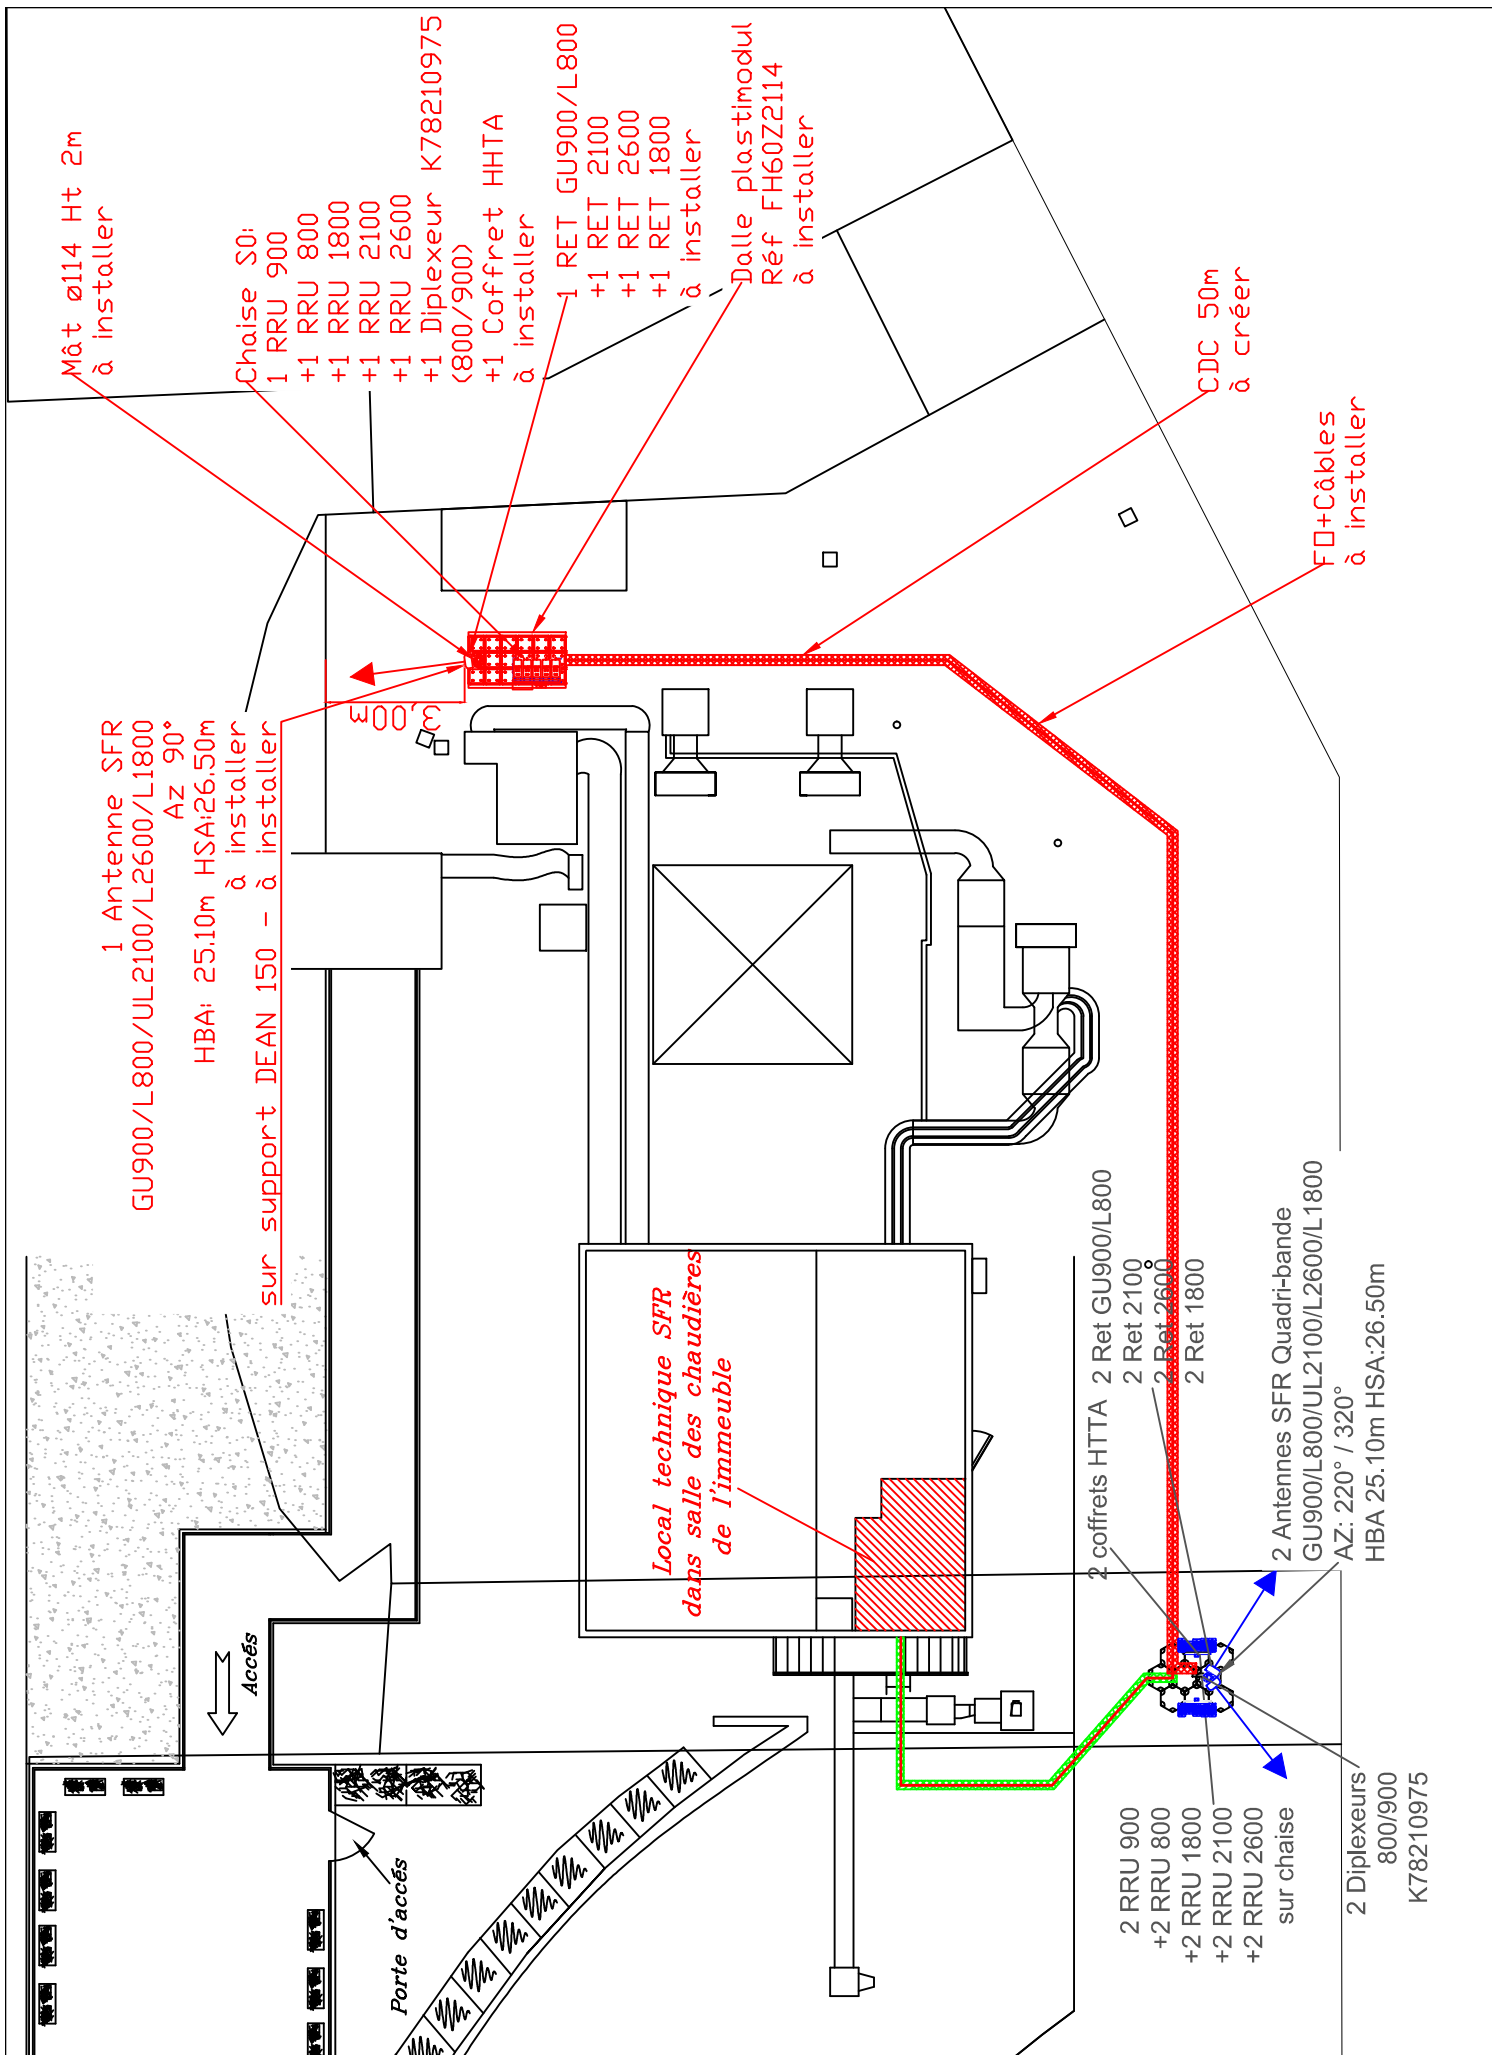 Mât ø114 Ht 2m
à installer
Chaise S0:
1 RRU 900
+1 RRU 800
+1 RRU 1800
+1 RRU 2100
+1 RRU 2600
+1 Diplexeur K78210975
(800/900)
+1 Coffret HHTA
à installer
1 RET GU900/L800
+1 RET 2100
+1 RET 2600
+1 RET 1800
à installer
Dalle plastimodul
Réf FH60Z2114
à installer
CDC 50m
à créer
FO+Câbles
à installer
1 Antenne SFR
GU900/L800/UL2100/L2600/L1800
Az 90°
HBA: 25.10m HSA:26.50m
à installer
sur support DEAN 150 - à installer
3,00m
Local technique SFR
dans salle des chaudières
de l'immeuble
2 coffrets HTTA
2 Ret GU900/L800
2 Ret 2100
2 Ret 2600
2 Ret 1800
2 Antennes SFR Quadri-bande
GU900/L800/UL2100/L2600/L1800
AZ: 220° / 320°
HBA 25.10m HSA:26.50m
Accés
Porte d'accés
2 RRU 900
+2 RRU 800
+2 RRU 1800
+2 RRU 2100
+2 RRU 2600
sur chaise
2 Diplexeurs
800/900
K78210975